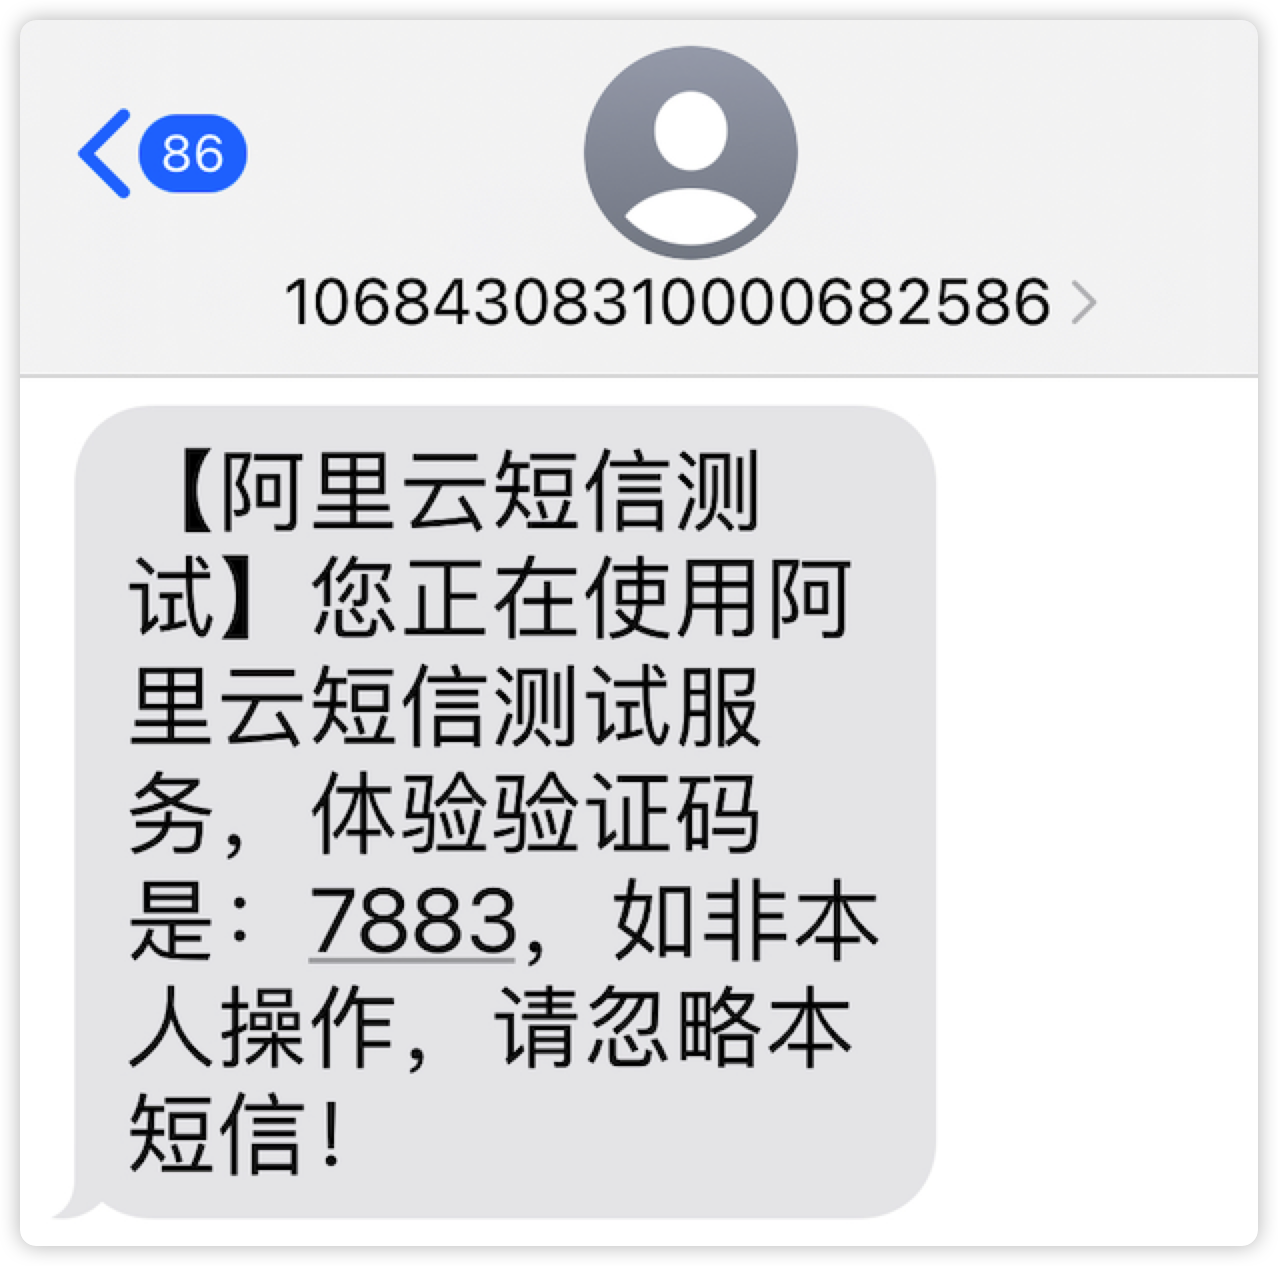 86
10684308310000682586
【阿里云短信测
试】您正在使用阿
里云短信测试服
务，体验验证码
是：7883，如非本
人操作，请忽略本
短信！